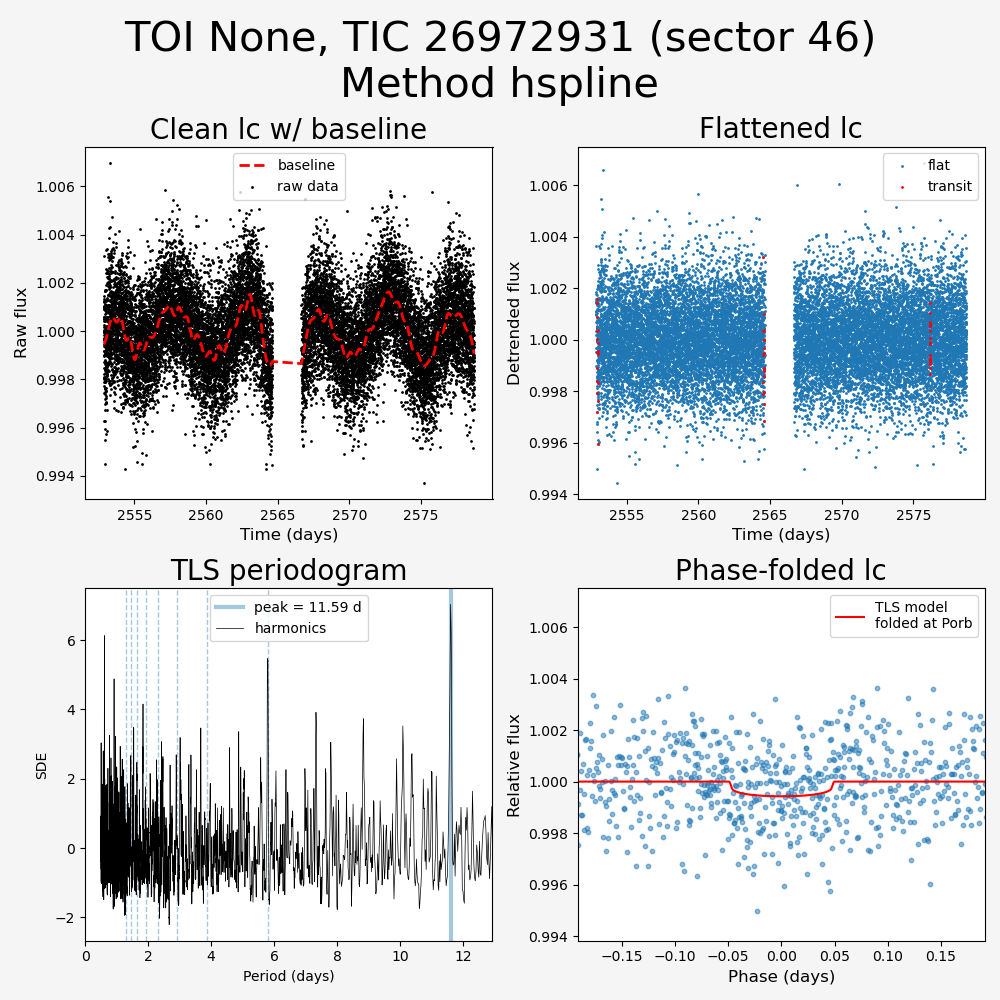 TOI None, TIC 26972931 (sector 46)
Method hspline
Clean lc w/ baseline
baseline
raw data
Raw flux
1.006
1.004
1.002
1.000
0.998
0.996
0.994
2555
2560
2565
2570
2575
Time (days)
Flattened lc
flat
transit
Detrended flux
1.006
1.004
1.002
1.000
0.998
0.996
0.994
2555
2560
2565
2570
2575
Time (days)
TLS periodogram
peak = 11.59 d
harmonics
SDE
6
4
2
0
−2
0
2
4
6
8
10
12
Period (days)
Phase-folded lc
TLS model
folded at Porb
Relative flux
1.006
1.004
1.002
1.000
0.998
0.996
0.994
−0.15
−0.10
−0.05
0.00
0.05
0.10
0.15
Phase (days)